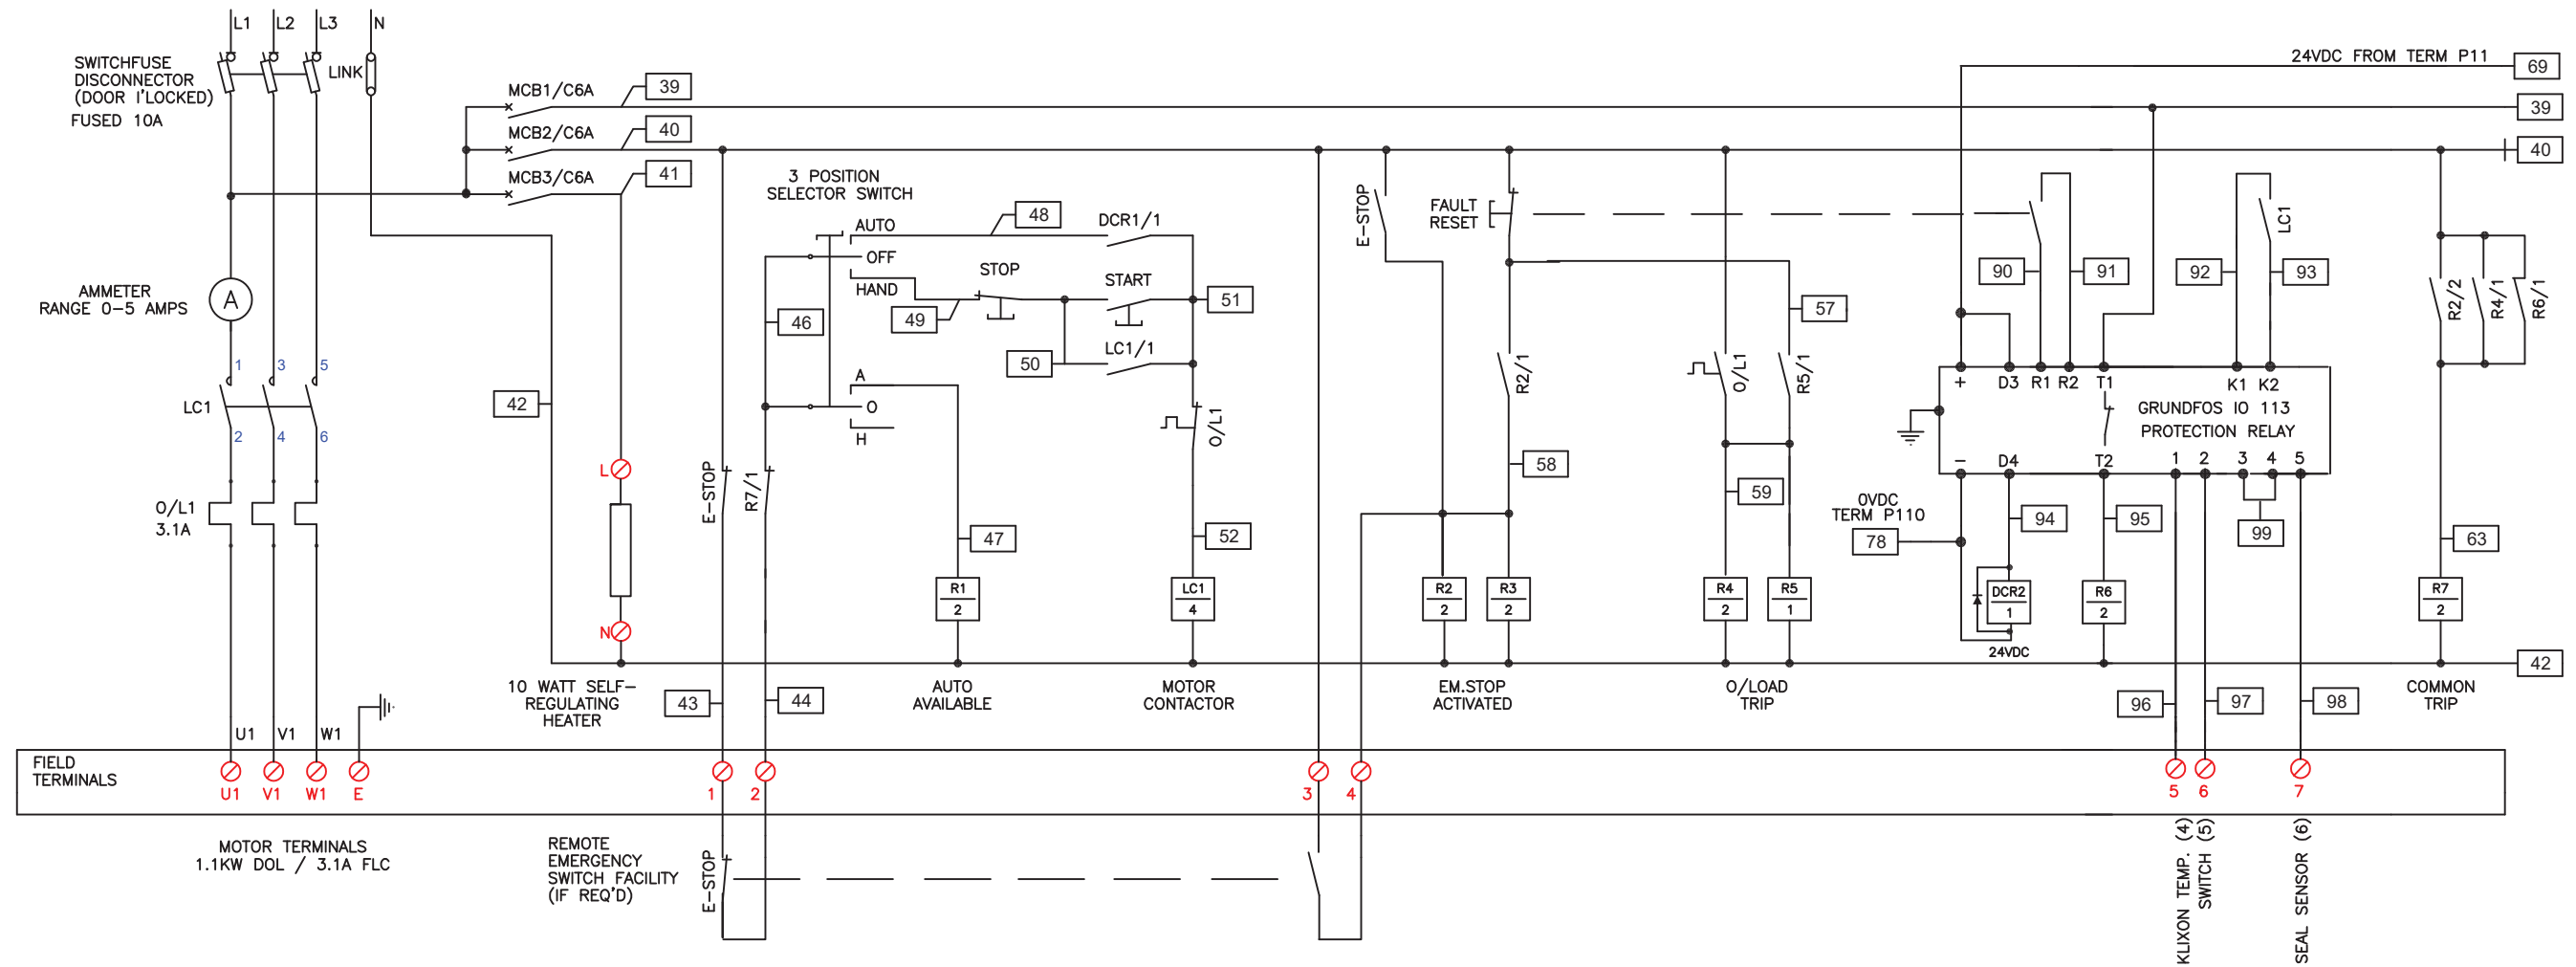 L1
L2
L3
N
SWITCHFUSE
DISCONNECTOR
(DOOR I'LOCKED)
FUSED 10A
LINK
MCB1/C6A
39
MCB2/C6A
40
MCB3/C6A
41
24VDC FROM TERM P11
69
39
40
3 POSITION
SELECTOR SWITCH
AUTO
OFF
HAND
48
DCR1/1
STOP
START
49
51
50
LC1/1
46
A
O
H
O/L1
AMMETER
RANGE 0-5 AMPS
A
1
3
5
LC1
2
4
6
O/L1
3.1A
42
L
N
E-STOP
R7/1
47
52
R1
2
LC1
4
E-STOP
FAULT
RESET
R2/1
O/L1
57
R5/1
58
59
R2
2
R3
2
R4
2
R5
1
90
91
92
93
LC1
R2/2
R4/1
R6/1
+
D3
R1
R2
T1
K1
K2
GRUNDFOS IO 113
PROTECTION RELAY
-
D4
T2
1
2
3
4
5
0VDC
TERM P110
78
94
95
99
63
DCR2
1
24VDC
R6
2
R7
2
42
10 WATT SELF-
REGULATING
HEATER
43
44
AUTO
AVAILABLE
MOTOR
CONTACTOR
EM.STOP
ACTIVATED
O/LOAD
TRIP
96
97
98
COMMON
TRIP
U1
V1
W1
FIELD
TERMINALS
U1
V1
W1
E
1
2
3
4
5
6
7
MOTOR TERMINALS
1.1KW DOL / 3.1A FLC
REMOTE
EMERGENCY
SWITCH FACILITY
(IF REQ'D)
E-STOP
KLIXON TEMP. (4)
SWITCH (5)
SEAL SENSOR (6)